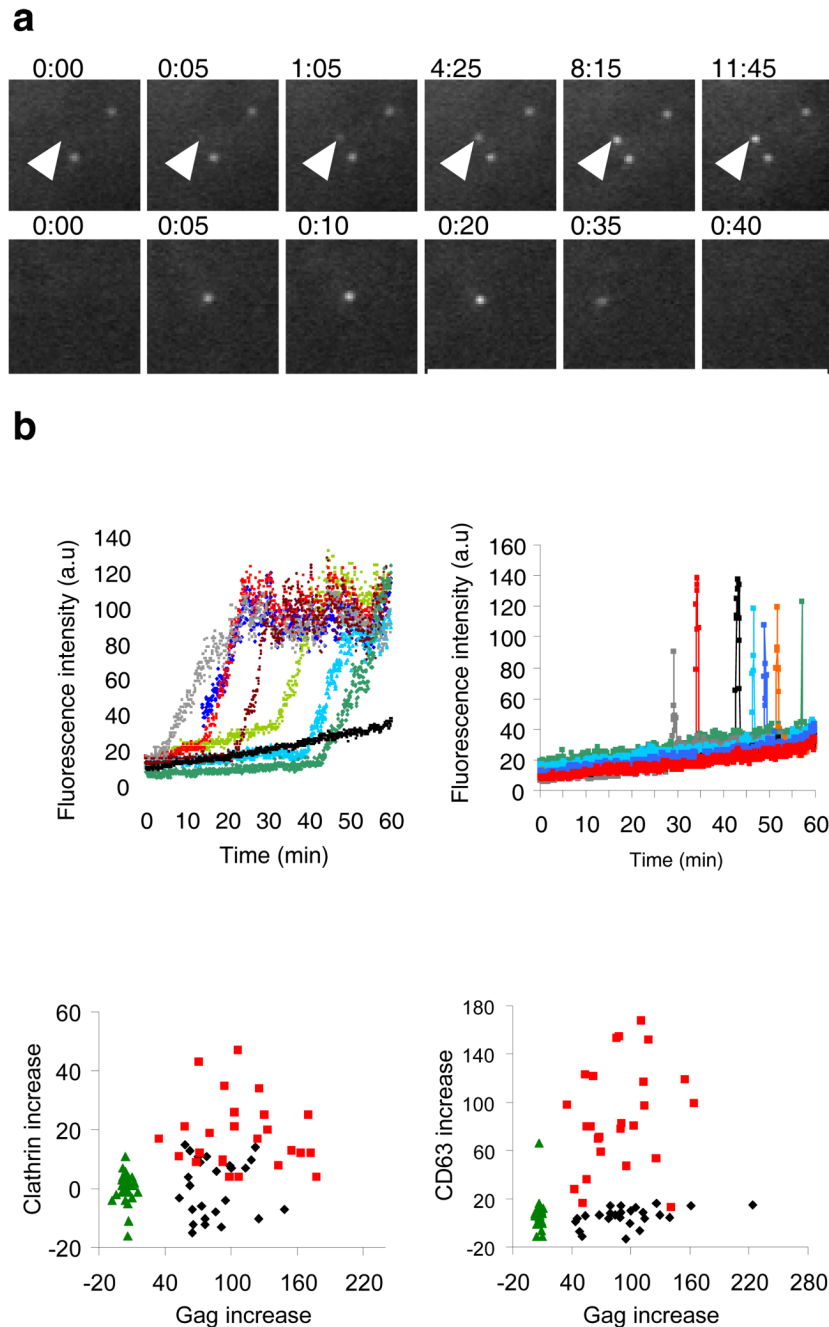 a
0:00 0:05 1:05 4:25 8:15 11:45
0:00 0:05 0:10 0:20 0:35 0:40
b
Fluorescence intensity (a.u)
140
120
100
80
60
40
20
0
0 10 20 30 40 50 60
Time (min)
Fluorescence intensity (a.u)
160
140
120
100
80
60
40
20
0
0 10 20 30 40 50 60
Time (min)
Clathrin increase
60
40
20
0
-20
-20 40 100 160 220
Gag increase
CD63 increase
180
140
100
60
20
-20
-20 40 100 160 220 280
Gag increase